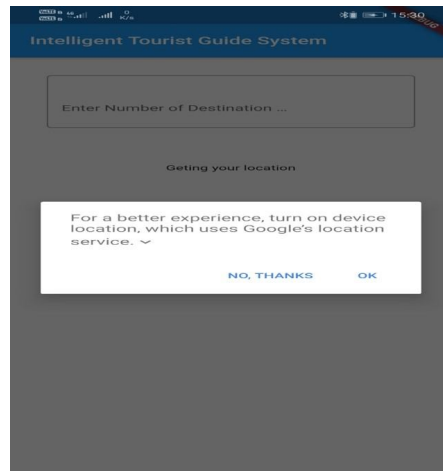 15:39
Intelligent Tourist Guide System
Enter Number of Destination ...
Geting your location
For a better experience, turn on device
location, which uses Google's location
service.
NO, THANKS OK